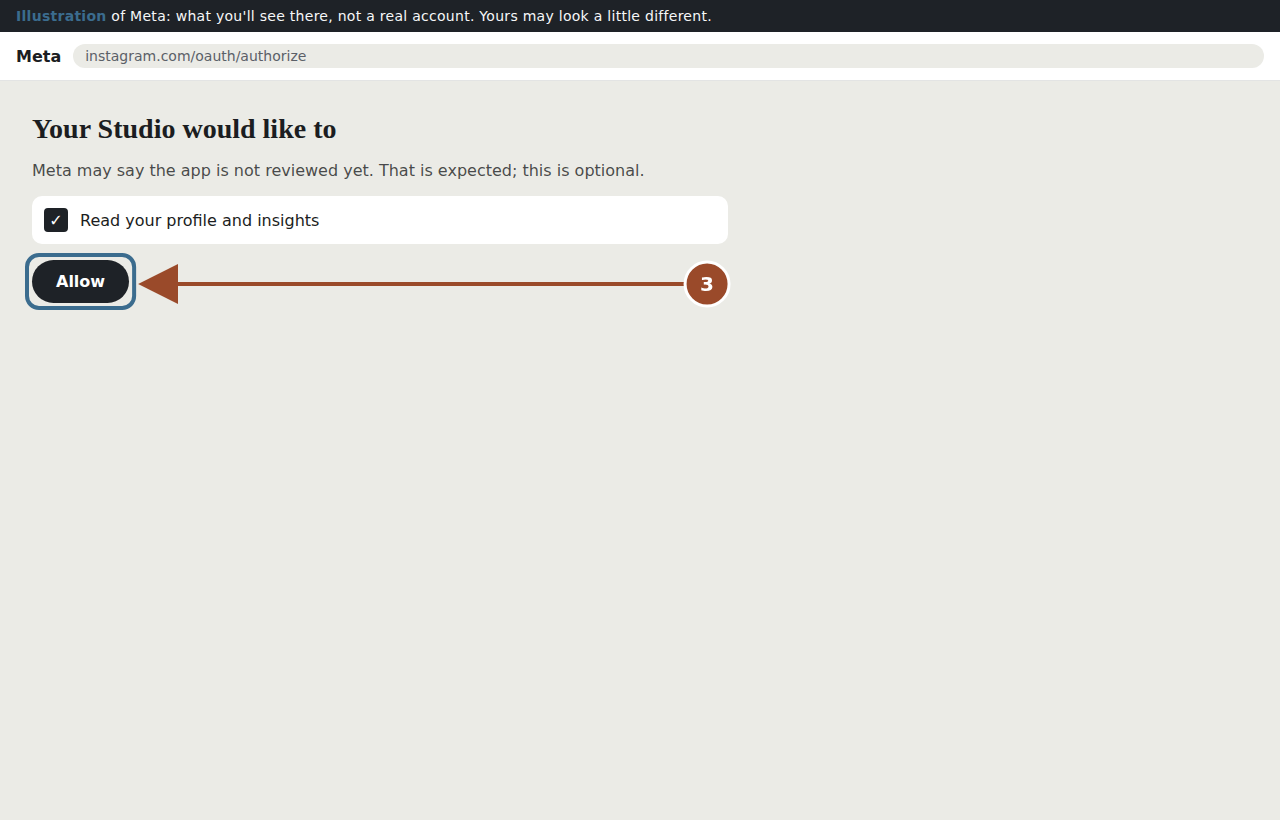 Illustration of Meta: what you'll see there, not a real account. Yours may look a little different.
Meta instagram.com/oauth/authorize
Your Studio would like to
Meta may say the app is not reviewed yet. That is expected; this is optional.
✓ Read your profile and insights
Allow 3